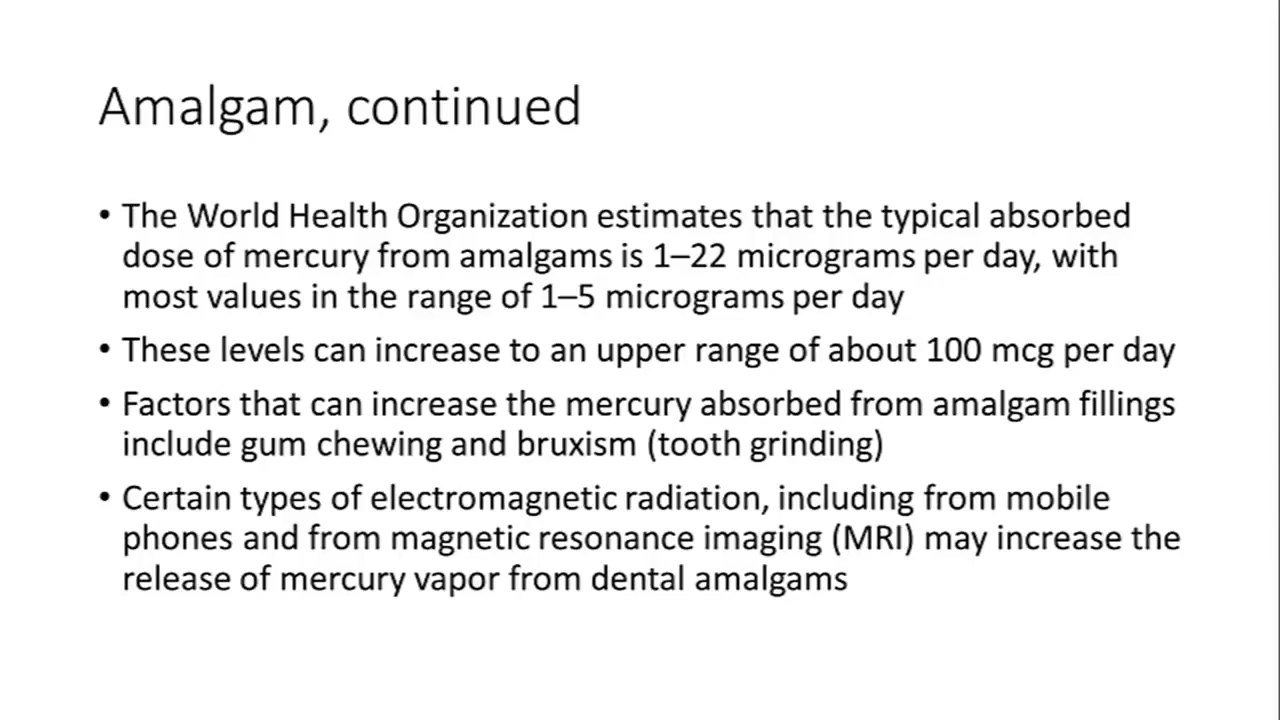 Amalgam, continued
• The World Health Organization estimates that the typical absorbed
dose of mercury from amalgams is 1–22 micrograms per day, with
most values in the range of 1–5 micrograms per day
• These levels can increase to an upper range of about 100 mcg per day
• Factors that can increase the mercury absorbed from amalgam fillings
include gum chewing and bruxism (tooth grinding)
• Certain types of electromagnetic radiation, including from mobile
phones and from magnetic resonance imaging (MRI) may increase the
release of mercury vapor from dental amalgams